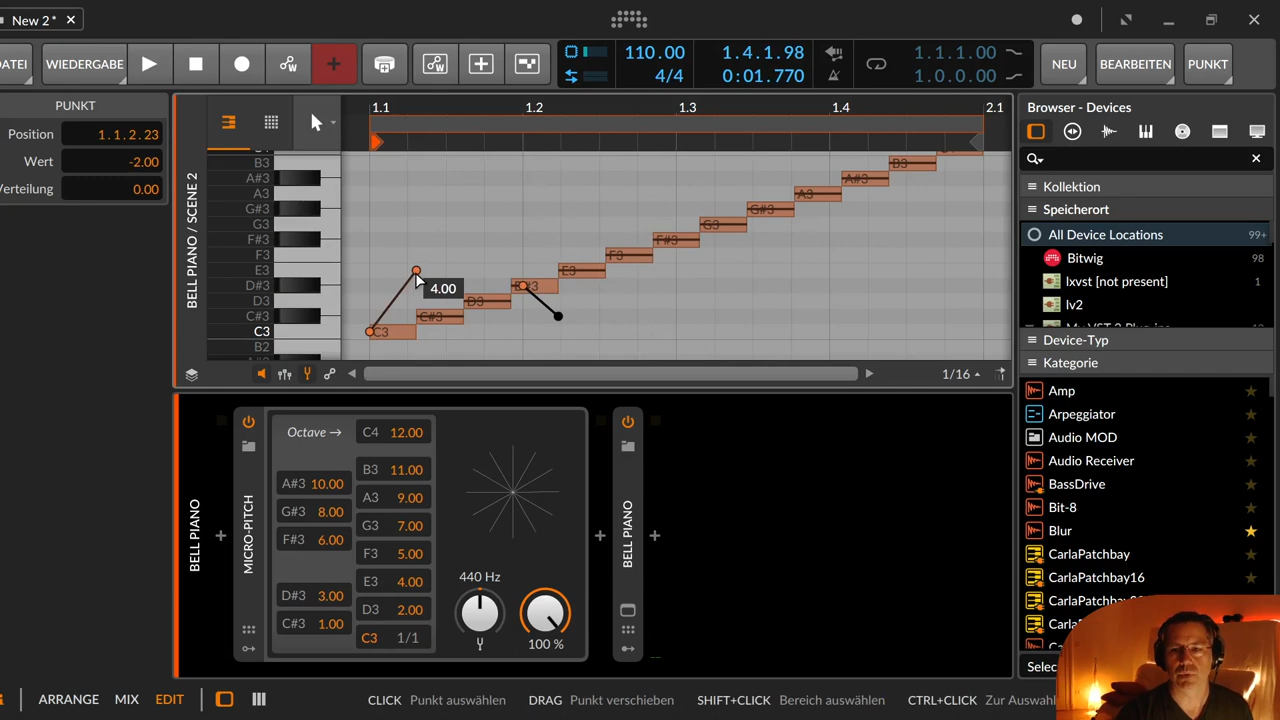 New 2* ×
DATEI
WIEDERGABE
110.00
4/4
1.4.1.98
0:01.770
1.1.1.00
1.0.0.00
NEU
BEARBEITEN
PUNKT
PUNKT
Position 1.1.2.23
Wert -2.00
Verteilung 0.00
BELL PIANO / SCENE 2
1.1 1.2 1.3 1.4 2.1
B3
A#3
A3
G#3
G3
F#3
F3
E3
D#3
D3
C#3
C3
B2
B3
A#3
A3
G#3
G3
F#3
F3
E3
D3
C#3
C3
4.00
1/16
Browser - Devices
Kollektion
Speicherort
All Device Locations 99+
Bitwig 98
lxvst [not present]
lv2
Device-Typ
Kategorie
Amp
Arpeggiator
Audio MOD
Audio Receiver
BassDrive
Bit-8
Blur
CarlaPatchbay
CarlaPatchbay16
BELL PIANO
MICRO-PITCH
Octave →
C4 12.00
B3 11.00
A#3 10.00
A3 9.00
G#3 8.00
G3 7.00
F#3 6.00
F3 5.00
E3 4.00
D#3 3.00
D3 2.00
C#3 1.00
C3 1/1
440 Hz
100 %
BELL PIANO
ARRANGE MIX EDIT
CLICK Punkt auswählen DRAG Punkt verschieben SHIFT+CLICK Bereich auswählen CTRL+CLICK Zur Auswahl